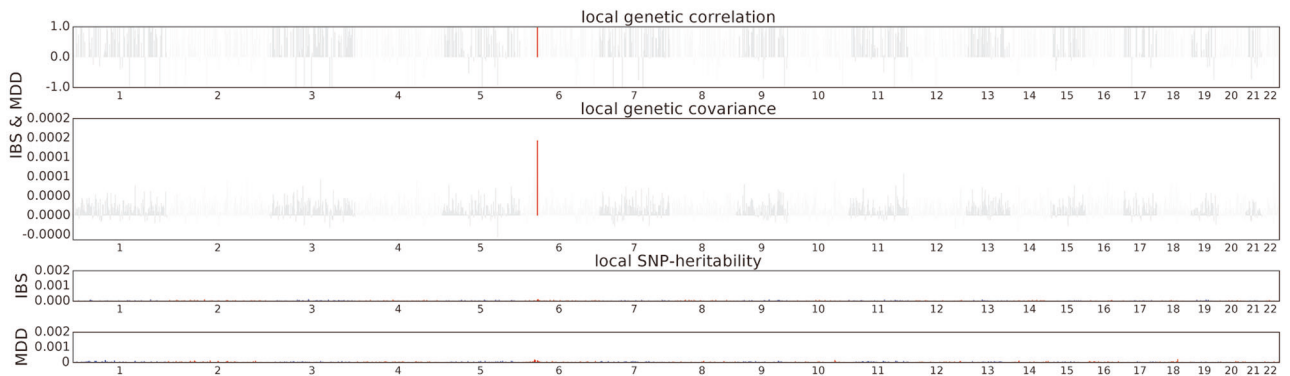 local genetic correlation
1.0
0.0
-1.0
1 2 3 4 5 6 7 8 9 10 11 12 13 14 15 16 17 18 19 20 21 22
IBS & MDD
local genetic covariance
0.0002
0.0002
0.0001
0.0001
0.0000
0.0000
-0.0000
1 2 3 4 5 6 7 8 9 10 11 12 13 14 15 16 17 18 19 20 21 22
local SNP-heritability
IBS
0.002
0.001
0.000
1 2 3 4 5 6 7 8 9 10 11 12 13 14 15 16 17 18 19 20 21 22
MDD
0.002
0.001
0
1 2 3 4 5 6 7 8 9 10 11 12 13 14 15 16 17 18 19 20 21 22